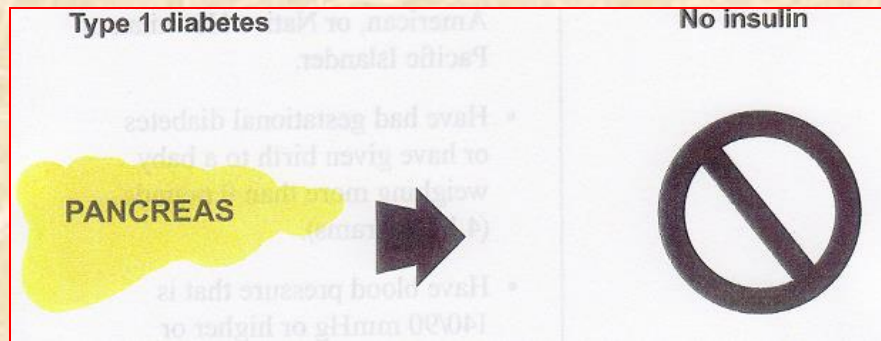 Type 1 diabetes
No insulin
PANCREAS
American, or Native
Pacific Islander.
• Have had gestational diabetes
or have given birth to a baby
weighing more than
• Have blood pressure that is
140/90 mmHg or higher or